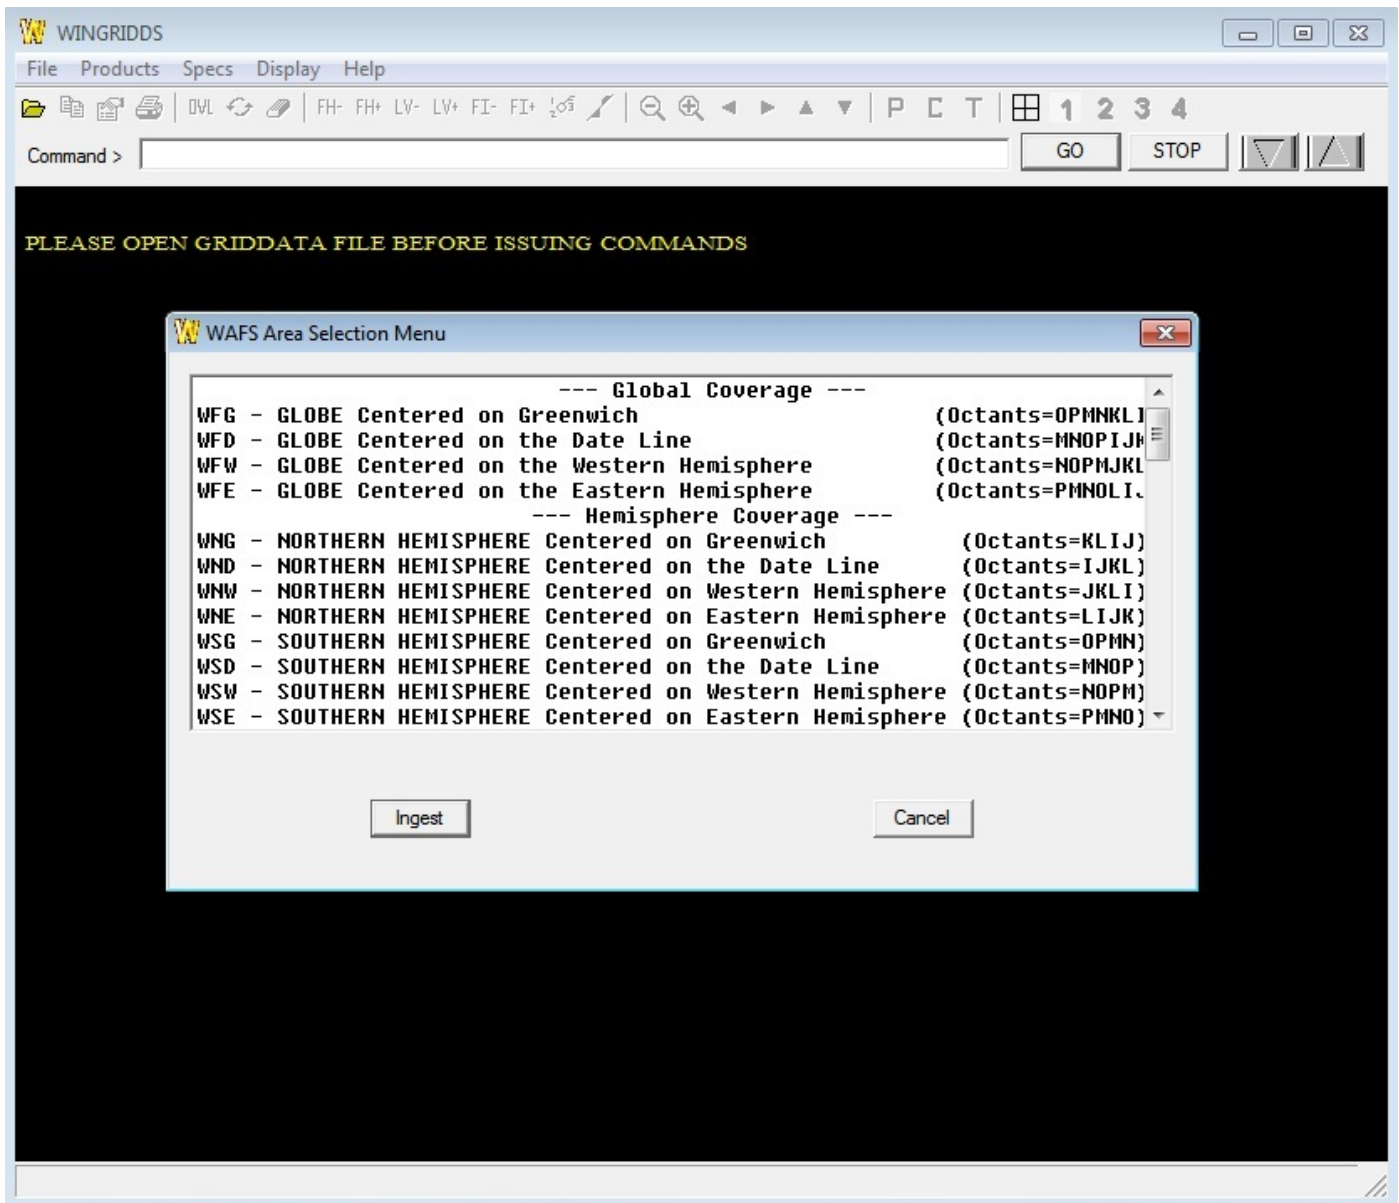 WINGRIDDS
File Products Specs Display Help
OVL FH- FH+ LV- LV+ FI- FI+ P C T 1 2 3 4
Command > GO STOP
PLEASE OPEN GRIDDATA FILE BEFORE ISSUING COMMANDS
WAFS Area Selection Menu
--- Global Coverage ---
WFG - GLOBE Centered on Greenwich (Octants=OPMNKLI
WFD - GLOBE Centered on the Date Line (Octants=MNOPIJK
WFW - GLOBE Centered on the Western Hemisphere (Octants=NOPMJKL
WFE - GLOBE Centered on the Eastern Hemisphere (Octants=PMNOLIJ
--- Hemisphere Coverage ---
WNG - NORTHERN HEMISPHERE Centered on Greenwich (Octants=KLIJ)
WND - NORTHERN HEMISPHERE Centered on the Date Line (Octants=IJKL)
WNW - NORTHERN HEMISPHERE Centered on Western Hemisphere (Octants=JKLI)
WNE - NORTHERN HEMISPHERE Centered on Eastern Hemisphere (Octants=LIJK)
WSG - SOUTHERN HEMISPHERE Centered on Greenwich (Octants=OPMN)
WSD - SOUTHERN HEMISPHERE Centered on the Date Line (Octants=MNOP)
WSW - SOUTHERN HEMISPHERE Centered on Western Hemisphere (Octants=NOPM)
WSE - SOUTHERN HEMISPHERE Centered on Eastern Hemisphere (Octants=PMNO)
Ingest Cancel